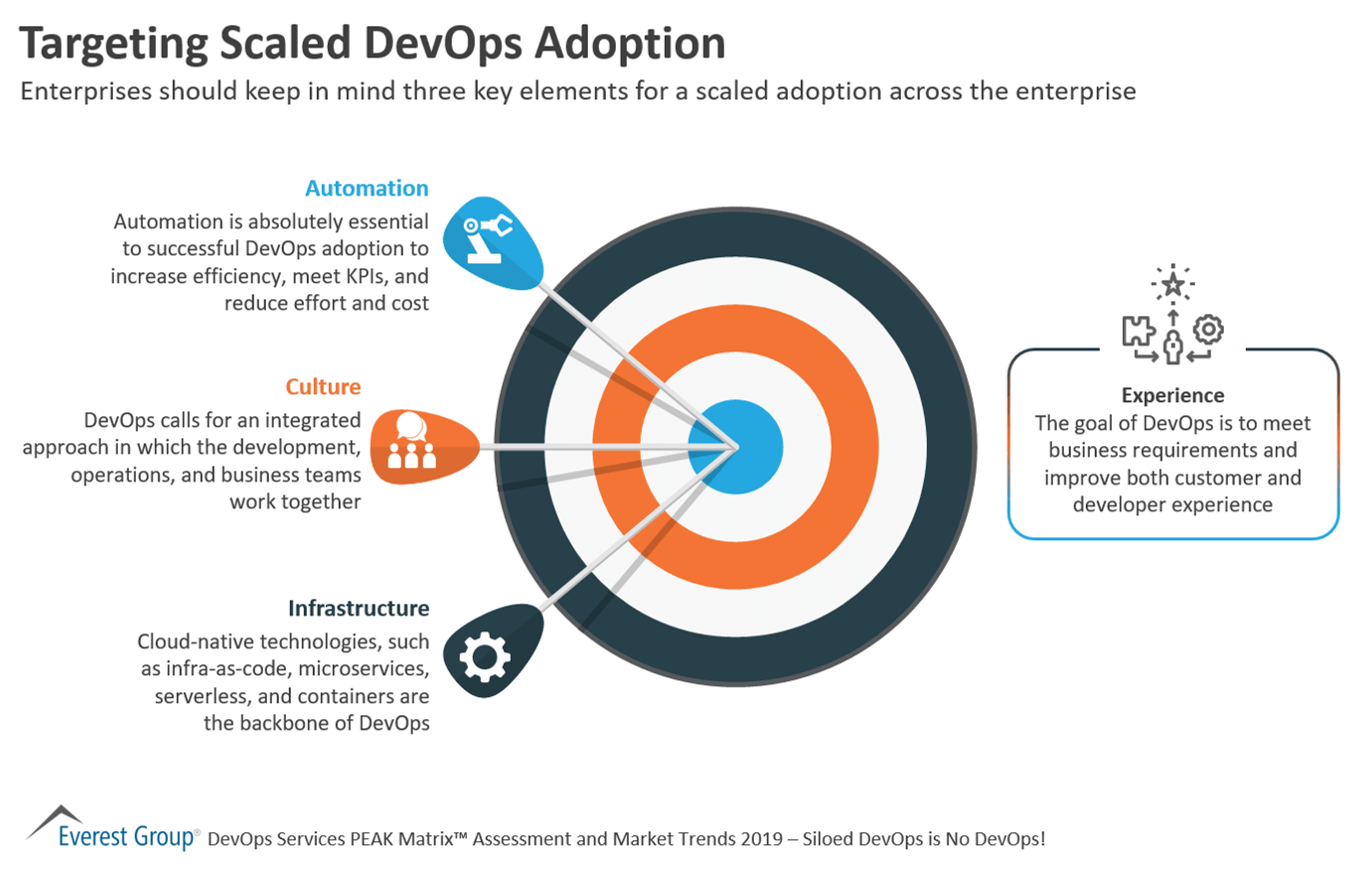 Targeting Scaled DevOps Adoption
Enterprises should keep in mind three key elements for a scaled adoption across the enterprise
Automation
Automation is absolutely essential
to successful DevOps adoption to
increase efficiency, meet KPIs, and
reduce effort and cost
Culture
DevOps calls for an integrated
approach in which the development,
operations, and business teams
work together
Infrastructure
Cloud-native technologies, such
as infra-as-code, microservices,
serverless, and containers are
the backbone of DevOps
Experience
The goal of DevOps is to meet
business requirements and
improve both customer and
developer experience
Everest Group® DevOps Services PEAK Matrix™ Assessment and Market Trends 2019 – Siloed DevOps is No DevOps!